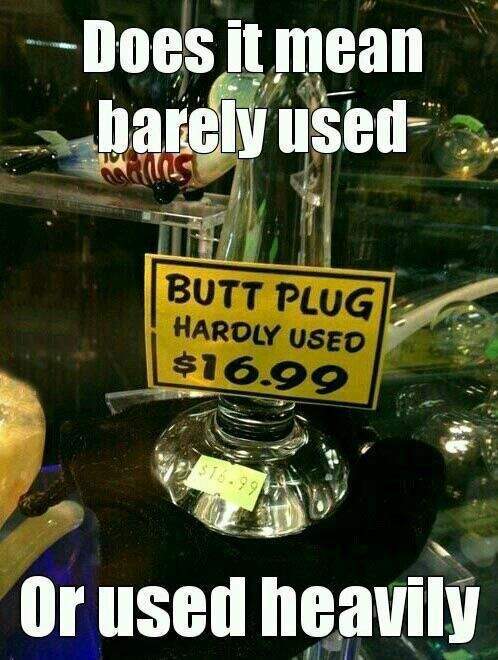 Does it mean
barely used
BUTT PLUG
HARDLY USED
$16.99
$16.99
Or used heavily